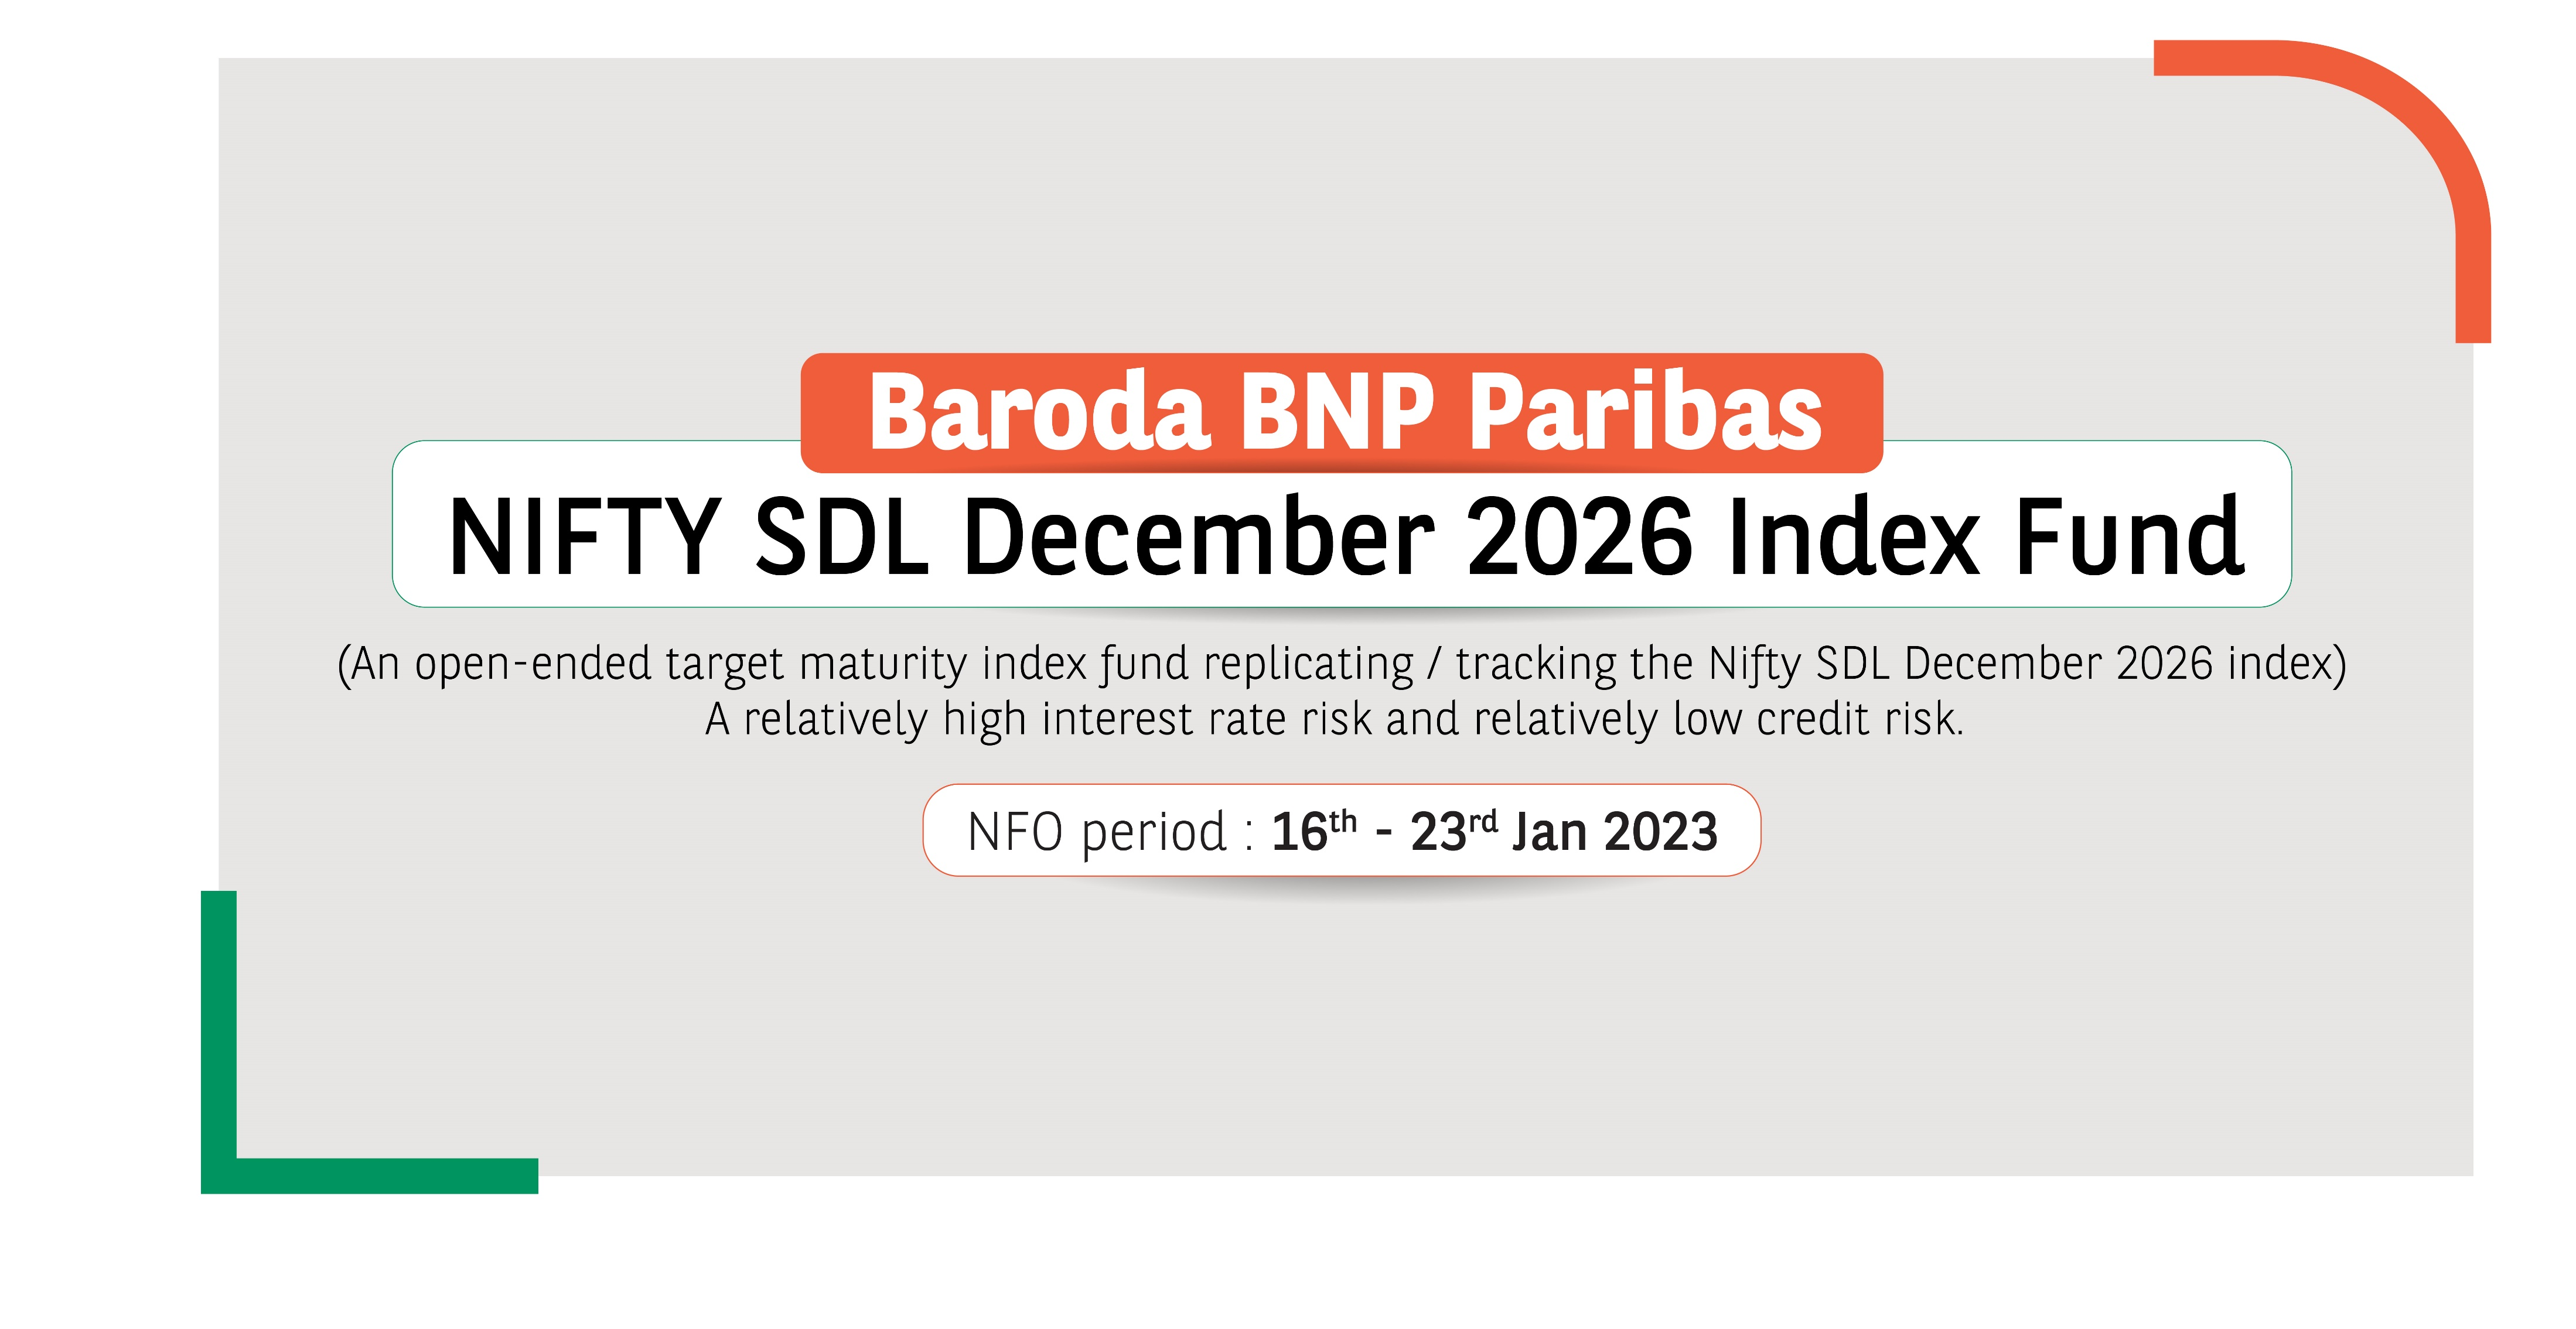 Baroda BNP Paribas
NIFTY SDL December 2026 Index Fund
(An open-ended target maturity index fund replicating / tracking the Nifty SDL December 2026 index)
A relatively high interest rate risk and relatively low credit risk.
NFO period : 16th - 23rd Jan 2023